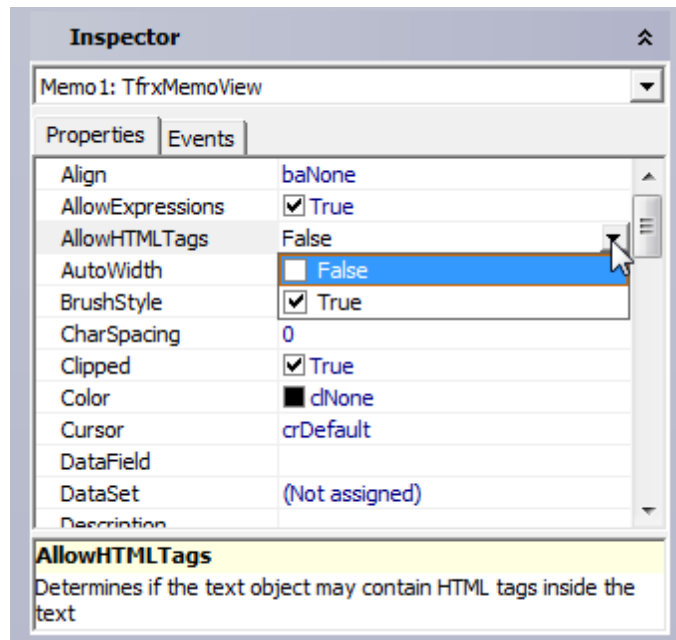 Inspector
Memo1: TfrxMemoView
Properties Events
Align baNone
AllowExpressions True
AllowHTMLTags False
AutoWidth False
BrushStyle True
CharSpacing 0
Clipped True
Color clNone
Cursor crDefault
DataField
DataSet (Not assigned)
Description
AllowHTMLTags
Determines if the text object may contain HTML tags inside the
text